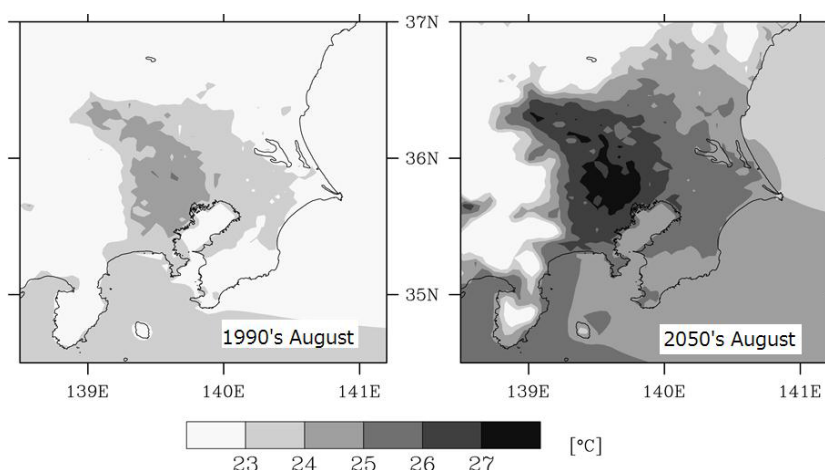 37N
36N
35N
1990's August
2050's August
139E 140E 141E
139E 140E 141E
23 24 25 26 27 [°C]